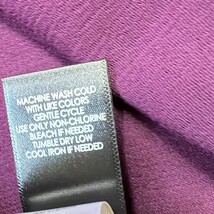 MACHINE WASH COLD
WITH LIKE COLORS
GENTLE CYCLE
USE ONLY NON-CHLORINE
BLEACH IF NEEDED
TUMBLE DRY LOW
COOL IRON IF NEEDED